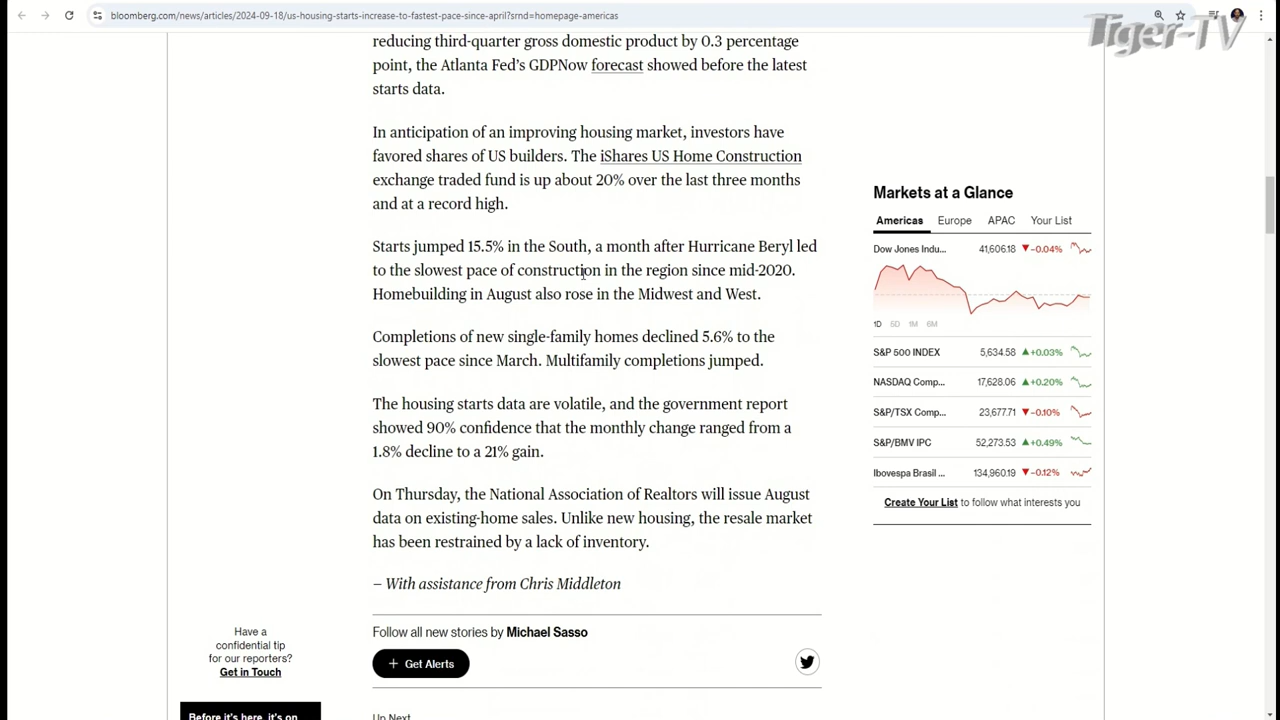 bloomberg.com/news/articles/2024-09-18/us-housing-starts-increase-to-fastest-pace-since-april?srnd=homepage-americas
Tiger-TV
reducing third-quarter gross domestic product by 0.3 percentage
point, the Atlanta Fed's GDPNow forecast showed before the latest
starts data.
In anticipation of an improving housing market, investors have
favored shares of US builders. The iShares US Home Construction
exchange traded fund is up about 20% over the last three months
and at a record high.
Starts jumped 15.5% in the South, a month after Hurricane Beryl led
to the slowest pace of construction in the region since mid-2020.
Homebuilding in August also rose in the Midwest and West.
Completions of new single-family homes declined 5.6% to the
slowest pace since March. Multifamily completions jumped.
The housing starts data are volatile, and the government report
showed 90% confidence that the monthly change ranged from a
1.8% decline to a 21% gain.
On Thursday, the National Association of Realtors will issue August
data on existing-home sales. Unlike new housing, the resale market
has been restrained by a lack of inventory.
– With assistance from Chris Middleton
Follow all new stories by Michael Sasso
+ Get Alerts
Up Next
Markets at a Glance
Americas Europe APAC Your List
Dow Jones Indu... 41,606.18 ▼-0.04%
1D 5D 1M 6M
S&P 500 INDEX 5,634.58 ▲+0.03%
NASDAQ Comp... 17,628.06 ▲+0.20%
S&P/TSX Comp... 23,677.71 ▼-0.10%
S&P/BMV IPC 52,273.53 ▲+0.49%
Ibovespa Brasil ... 134,960.19 ▼-0.12%
Create Your List to follow what interests you
Have a
confidential tip
for our reporters?
Get in Touch
Before it's here, it's on